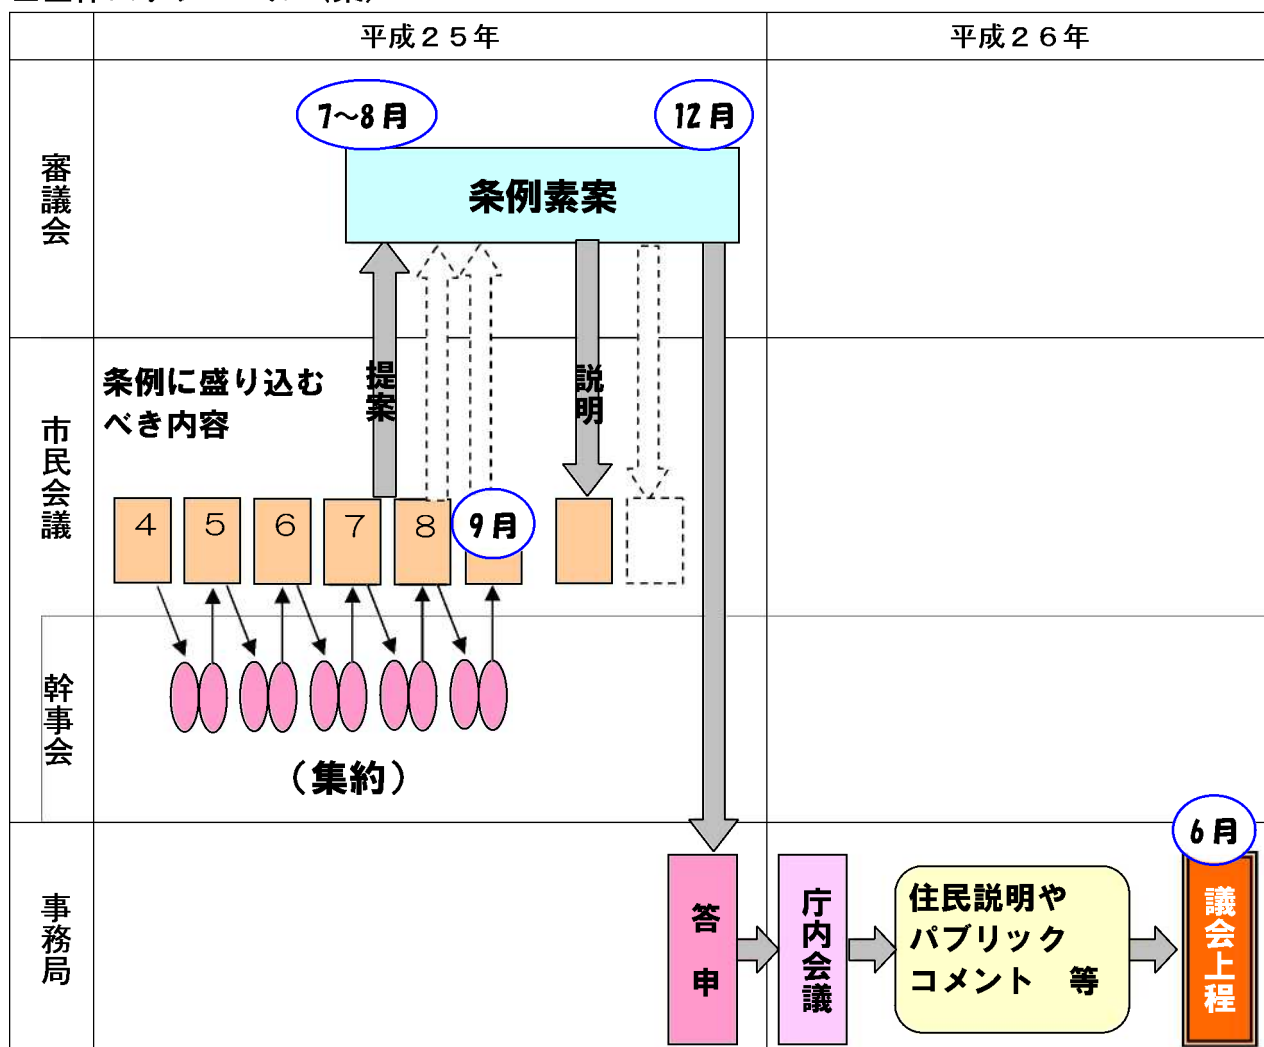 平成２５年
平成２６年
審議会
7～8月
12月
条例素案
市民会議
条例に盛り込む
べき内容
提案
説明
４
５
６
７
８
9月
幹事会
（集約）
事務局
答申
庁内会議
住民説明や
パブリック
コメント　等
6月
議会上程